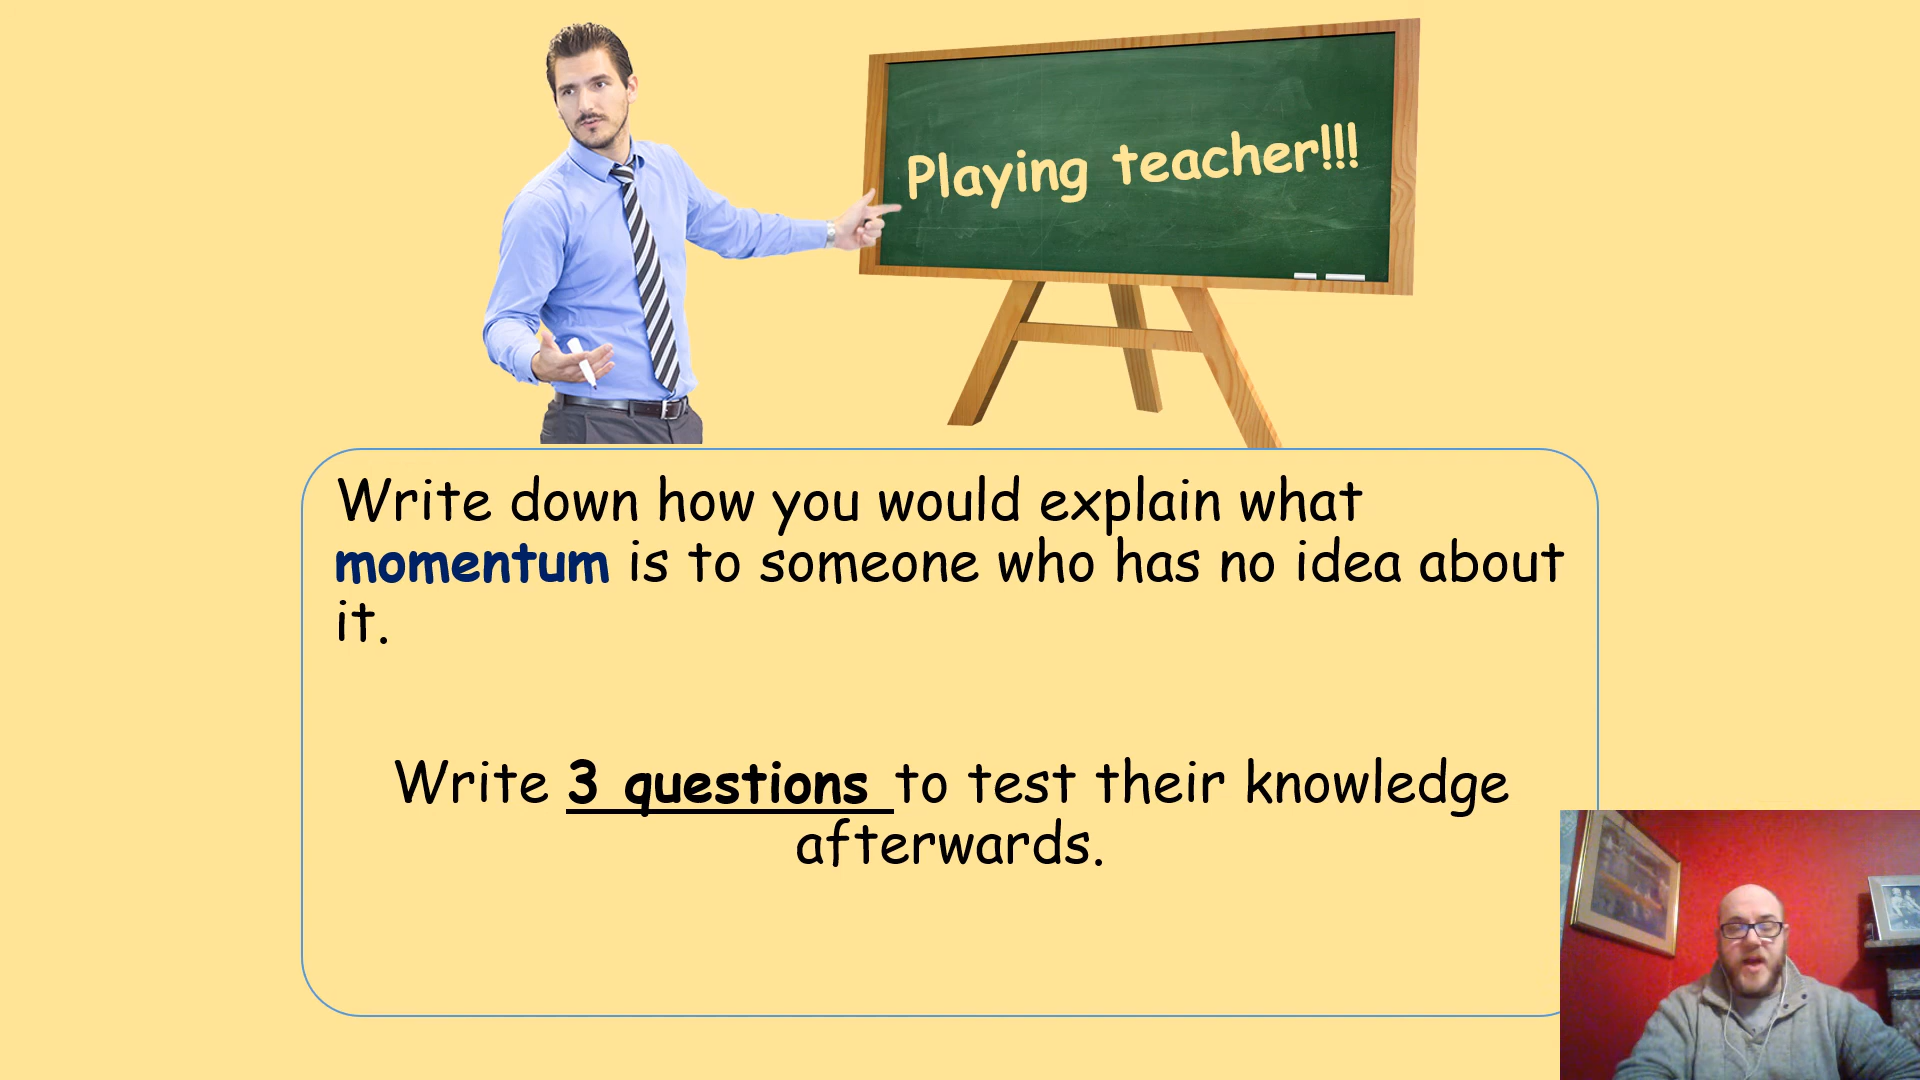 Playing teacher!!!
Write down how you would explain what
momentum is to someone who has no idea about
it.
Write 3 questions to test their knowledge
afterwards.